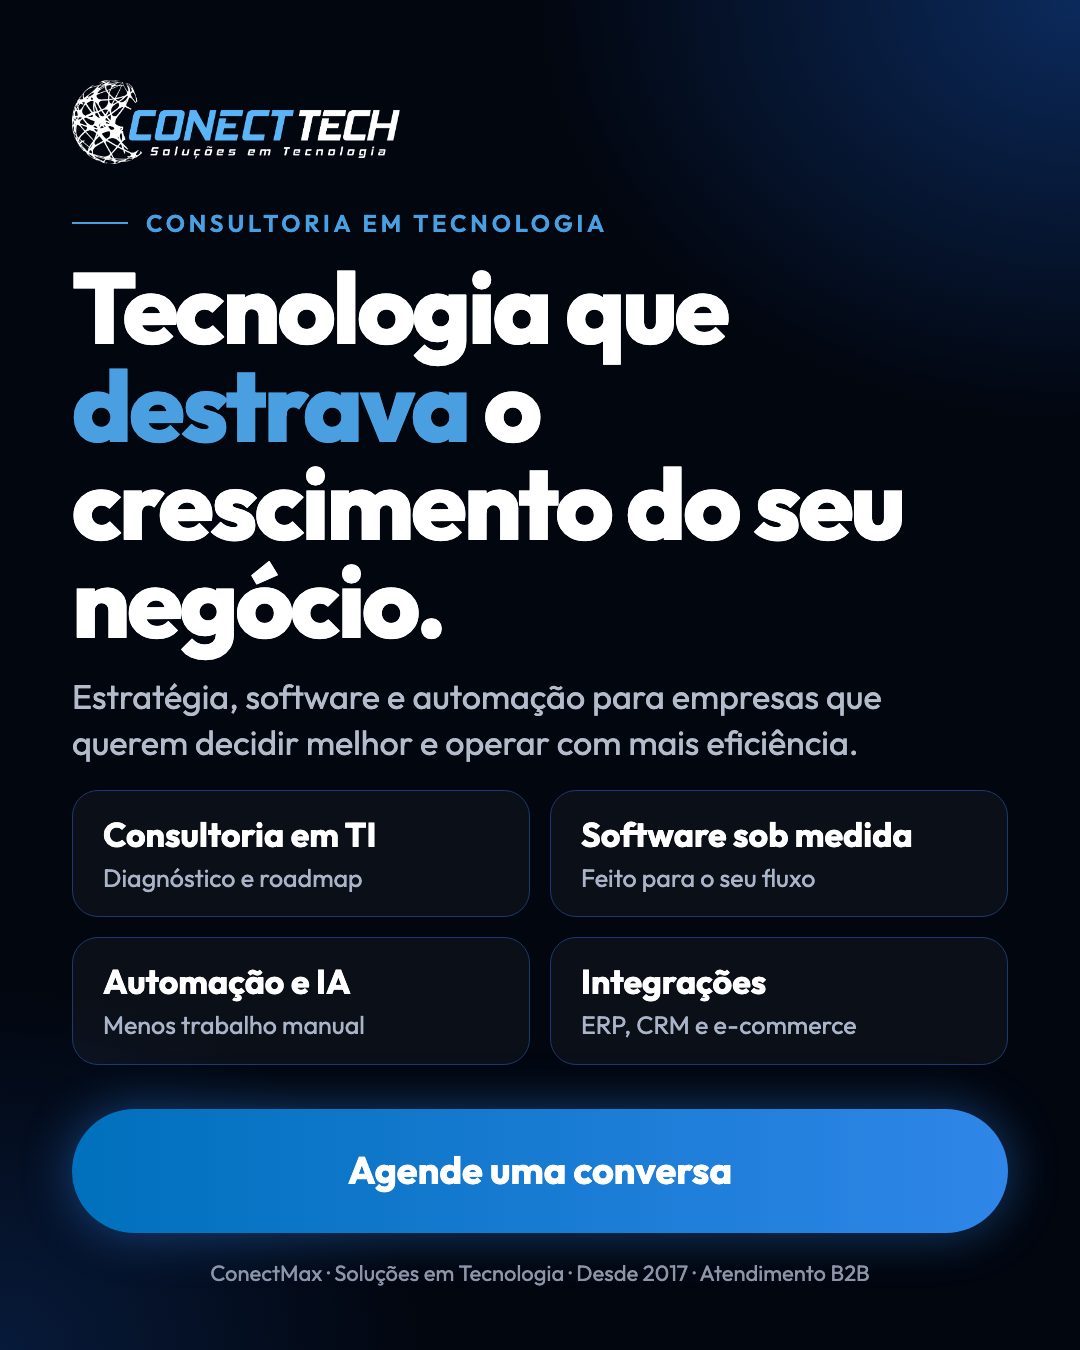 CONECTTECH
Soluções em Tecnologia
CONSULTORIA EM TECNOLOGIA
Tecnologia que
destrava o
crescimento do seu
negócio.
Estratégia, software e automação para empresas que
querem decidir melhor e operar com mais eficiência.
Consultoria em TI
Diagnóstico e roadmap
Software sob medida
Feito para o seu fluxo
Automação e IA
Menos trabalho manual
Integrações
ERP, CRM e e-commerce
Agende uma conversa
ConectMax · Soluções em Tecnologia · Desde 2017 · Atendimento B2B